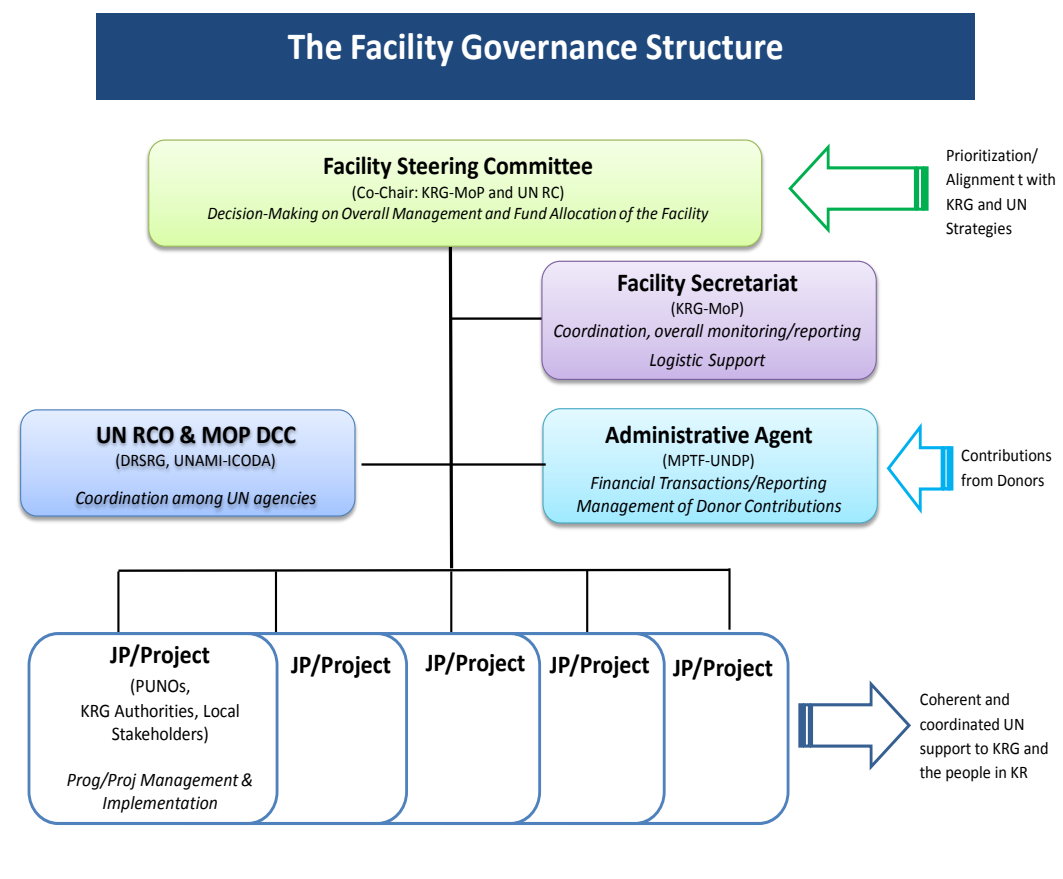 The Facility Governance Structure
Facility Steering Committee
(Co-Chair: KRG-MoP and UN RC)
Decision-Making on Overall Management and Fund Allocation of the Facility
Prioritization/
Alignment t with
KRG and UN
Strategies
Facility Secretariat
(KRG-MoP)
Coordination, overall monitoring/reporting
Logistic Support
UN RCO & MOP DCC
(DRSRG, UNAMI-ICODA)
Coordination among UN agencies
Administrative Agent
(MPTF-UNDP)
Financial Transactions/Reporting
Management of Donor Contributions
Contributions
from Donors
JP/Project
(PUNOs,
KRG Authorities, Local
Stakeholders)
Prog/Proj Management &
Implementation
JP/Project
JP/Project
JP/Project
JP/Project
Coherent and
coordinated UN
support to KRG and
the people in KR